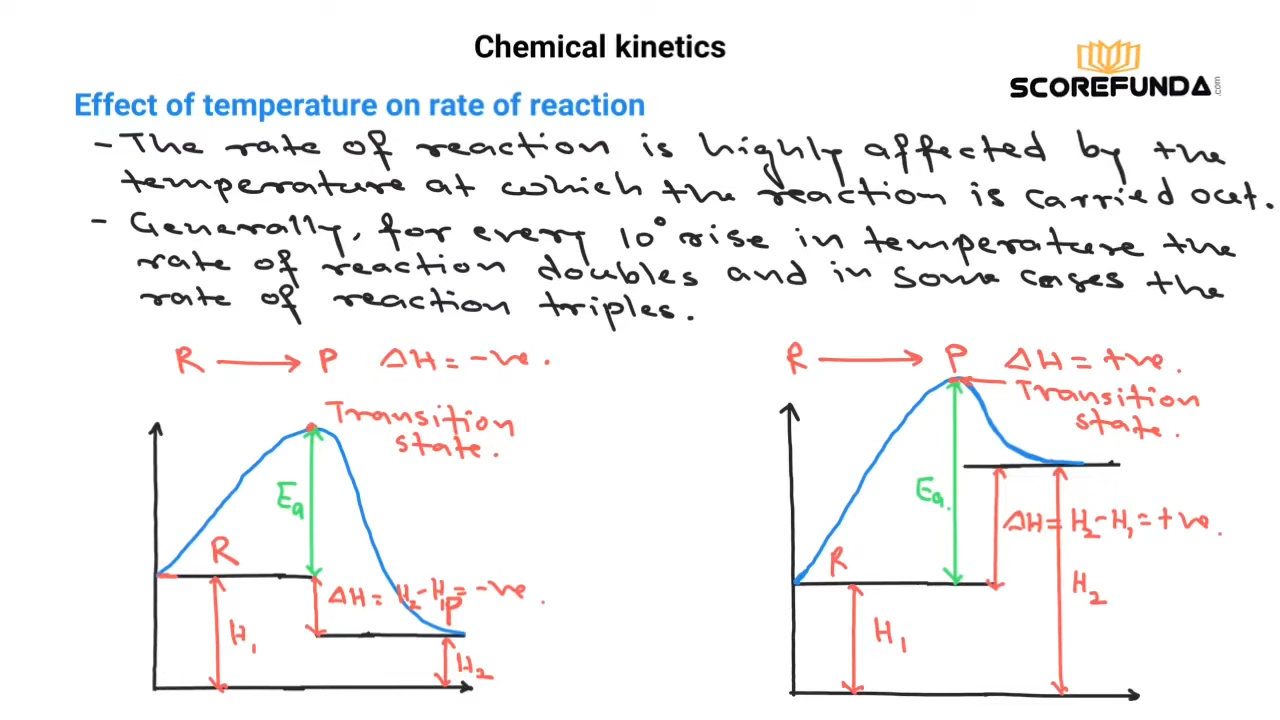 Chemical kinetics
SCOREFUNDA.com
Effect of temperature on rate of reaction
- The rate of reaction is highly affected by the
temperature at which the reaction is carried out.
- Generally, for every 10° rise in temperature the
rate of reaction doubles and in some cases the
rate of reaction triples.
R → P ΔH = -ve.
Transition
state.
Ea
R
ΔH = H2-H1 = -ve.
P
H1
H2
R → P ΔH = +ve.
Transition
state.
Ea.
ΔH = H2-H1 = +ve.
R
H2
H1